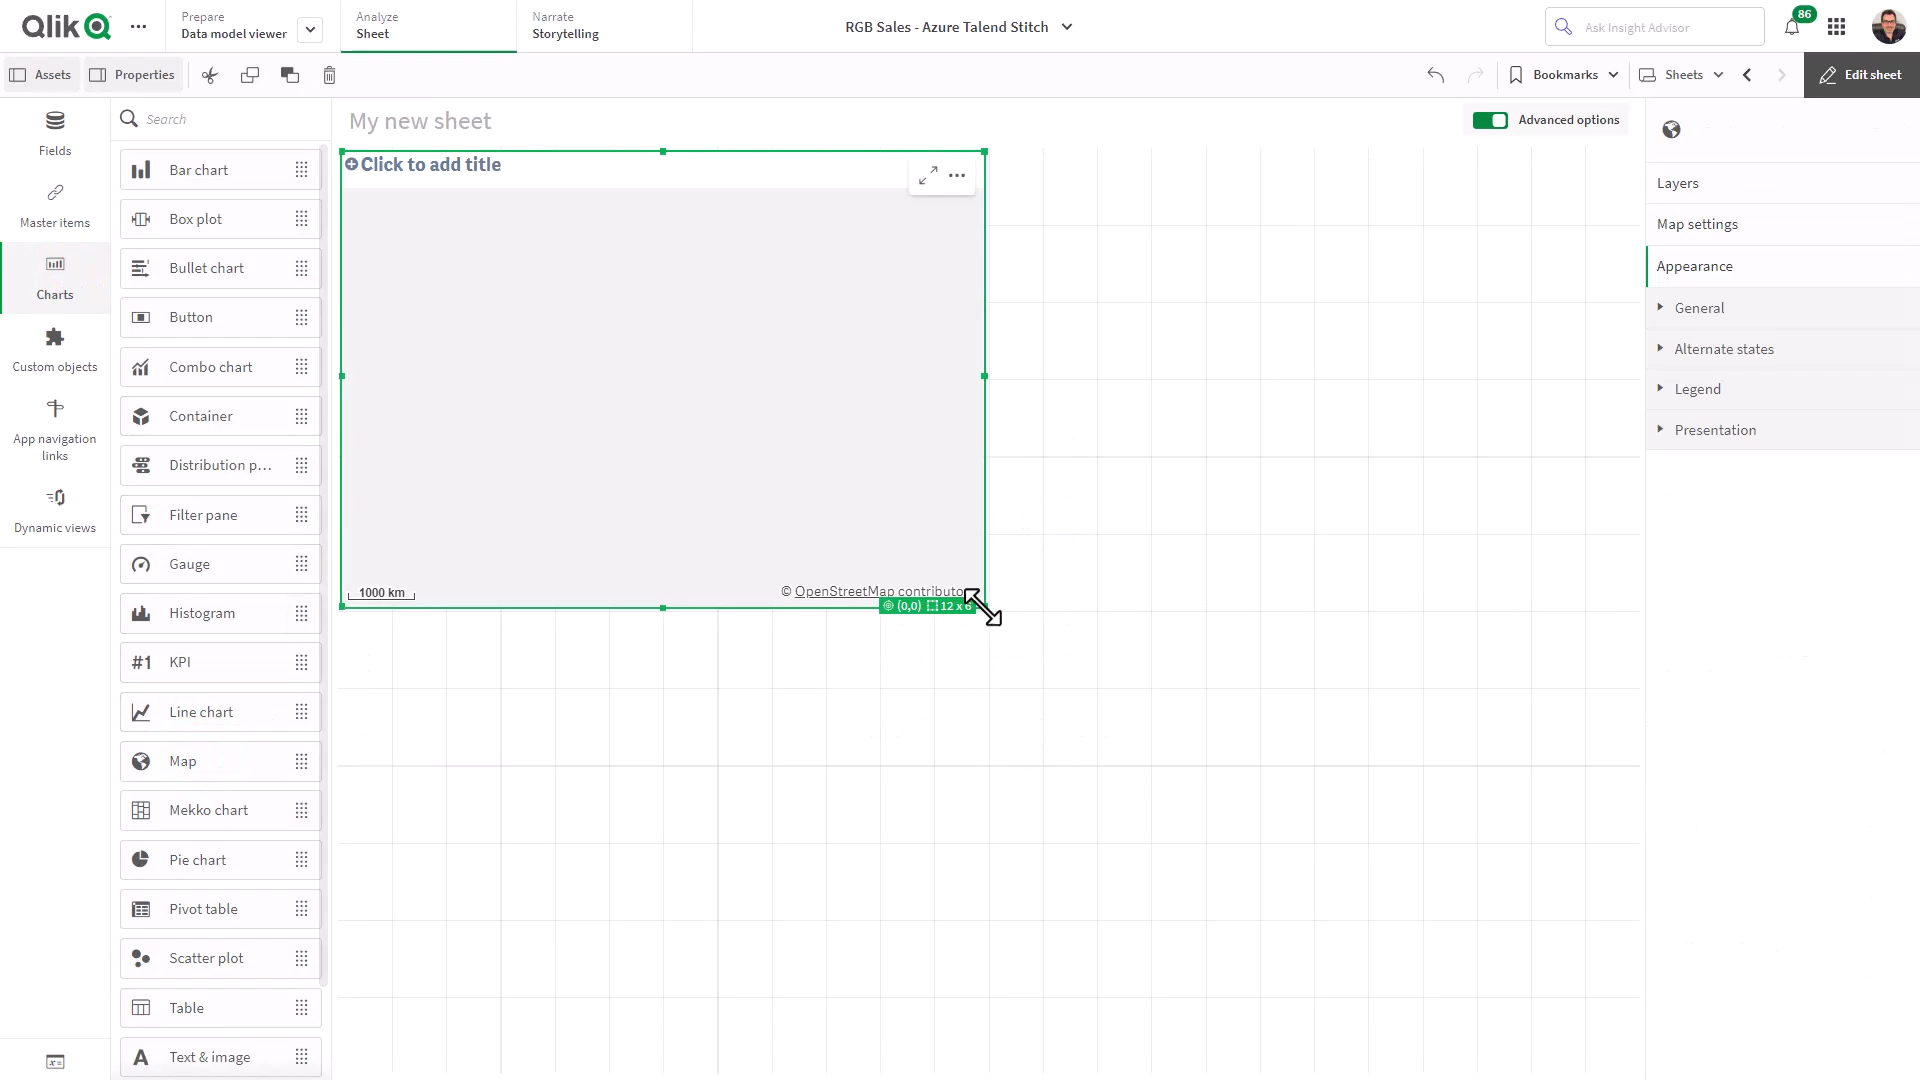 Qlik
Prepare
Data model viewer
Analyze
Sheet
Narrate
Storytelling
RGB Sales - Azure Talend Stitch
Ask Insight Advisor
86
Assets
Properties
Bookmarks
Sheets
Edit sheet
Fields
Master items
Charts
Custom objects
App navigation
links
Dynamic views
Search
Bar chart
Box plot
Bullet chart
Button
Combo chart
Container
Distribution p...
Filter pane
Gauge
Histogram
#1 KPI
Line chart
Map
Mekko chart
Pie chart
Pivot table
Scatter plot
Table
A Text & image
My new sheet
Advanced options
Click to add title
1000 km
© OpenStreetMap contributo
(0,0) 12 x 6
Layers
Map settings
Appearance
General
Alternate states
Legend
Presentation